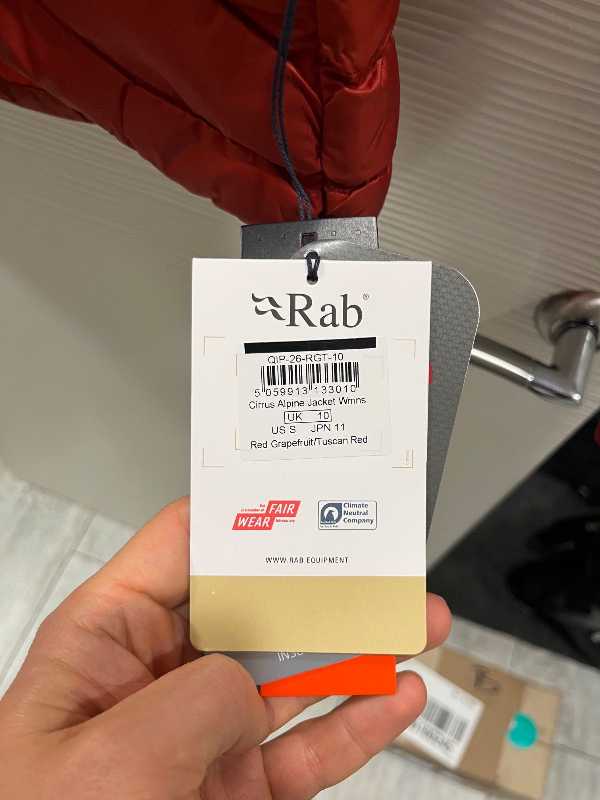 Rab®
QIP-26-RGT-10
5 059913 133010
Cirrus Alpine Jacket Wmns
UK 10
US S JPN 11
Red Grapefruit/Tuscan Red
FAIR
WEAR
Climate
Neutral
Company
WWW.RAB.EQUIPMENT